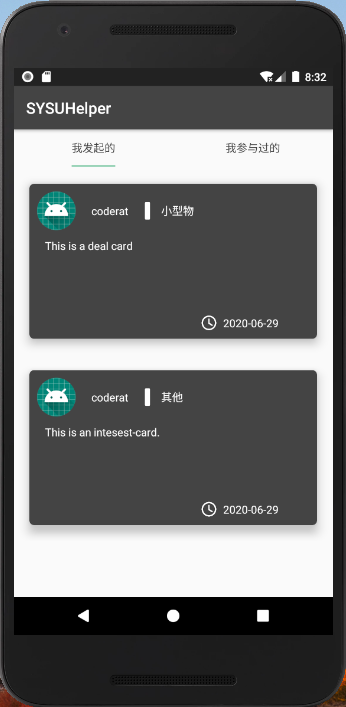 8:32
SYSUHelper
我发起的 我参与过的
coderat 小型物
This is a deal card
2020-06-29
coderat 其他
This is an intesest-card.
2020-06-29